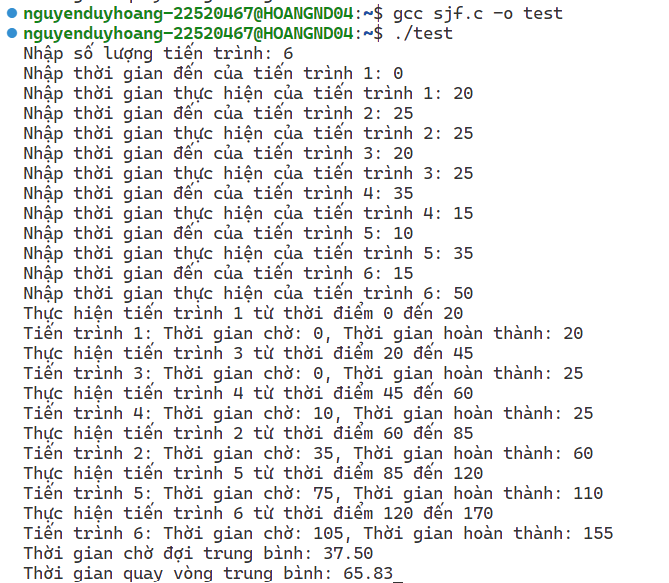 nguyenduyhoang-22520467@HOANGND04:~$ gcc sjf.c -o test
nguyenduyhoang-22520467@HOANGND04:~$ ./test
Nhập số lượng tiến trình: 6
Nhập thời gian đến của tiến trình 1: 0
Nhập thời gian thực hiện của tiến trình 1: 20
Nhập thời gian đến của tiến trình 2: 25
Nhập thời gian thực hiện của tiến trình 2: 25
Nhập thời gian đến của tiến trình 3: 20
Nhập thời gian thực hiện của tiến trình 3: 25
Nhập thời gian đến của tiến trình 4: 35
Nhập thời gian thực hiện của tiến trình 4: 15
Nhập thời gian đến của tiến trình 5: 10
Nhập thời gian thực hiện của tiến trình 5: 35
Nhập thời gian đến của tiến trình 6: 15
Nhập thời gian thực hiện của tiến trình 6: 50
Thực hiện tiến trình 1 từ thời điểm 0 đến 20
Tiến trình 1: Thời gian chờ: 0, Thời gian hoàn thành: 20
Thực hiện tiến trình 3 từ thời điểm 20 đến 45
Tiến trình 3: Thời gian chờ: 0, Thời gian hoàn thành: 25
Thực hiện tiến trình 4 từ thời điểm 45 đến 60
Tiến trình 4: Thời gian chờ: 10, Thời gian hoàn thành: 25
Thực hiện tiến trình 2 từ thời điểm 60 đến 85
Tiến trình 2: Thời gian chờ: 35, Thời gian hoàn thành: 60
Thực hiện tiến trình 5 từ thời điểm 85 đến 120
Tiến trình 5: Thời gian chờ: 75, Thời gian hoàn thành: 110
Thực hiện tiến trình 6 từ thời điểm 120 đến 170
Tiến trình 6: Thời gian chờ: 105, Thời gian hoàn thành: 155
Thời gian chờ đợi trung bình: 37.50
Thời gian quay vòng trung bình: 65.83